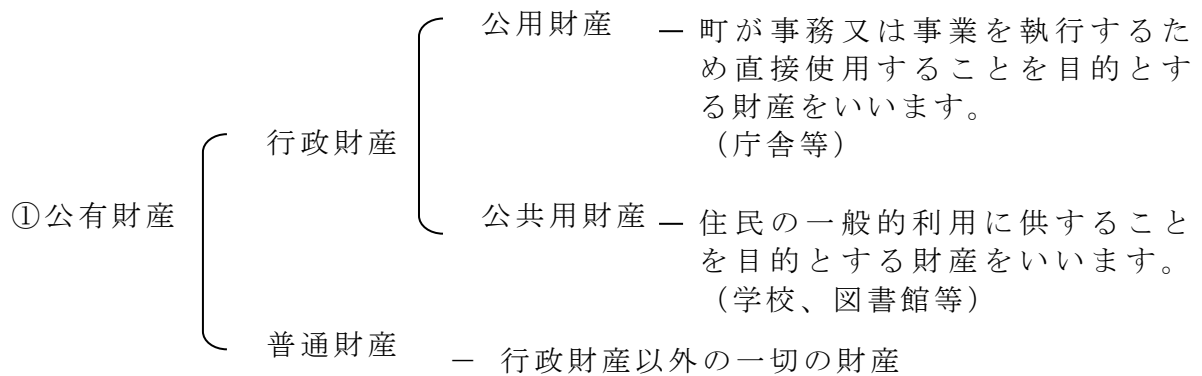 公用財産 － 町が事務又は事業を執行するた
め直接使用することを目的とす
る財産をいいます。
（庁舎等）
行政財産
①公有財産
公共用財産 － 住民の一般的利用に供すること
を目的とする財産をいいます。
（学校、図書館等）
普通財産 － 行政財産以外の一切の財産